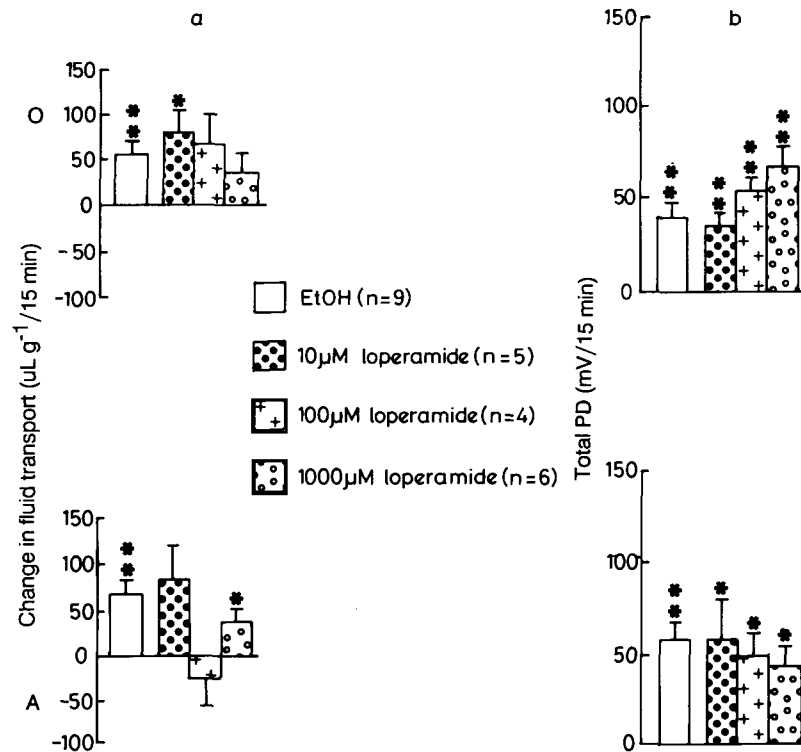 a
b
Change in fluid transport (uL g⁻¹/15 min)
O
150
100
50
0
-50
-100
** * 
Total PD (mV/15 min)
150
100
50
0
** ** ** **
EtOH (n=9)
10µM loperamide (n=5)
100µM loperamide (n=4)
1000µM loperamide (n=6)
A
150
100
50
0
-50
-100
** *
150
100
50
0
** * * *